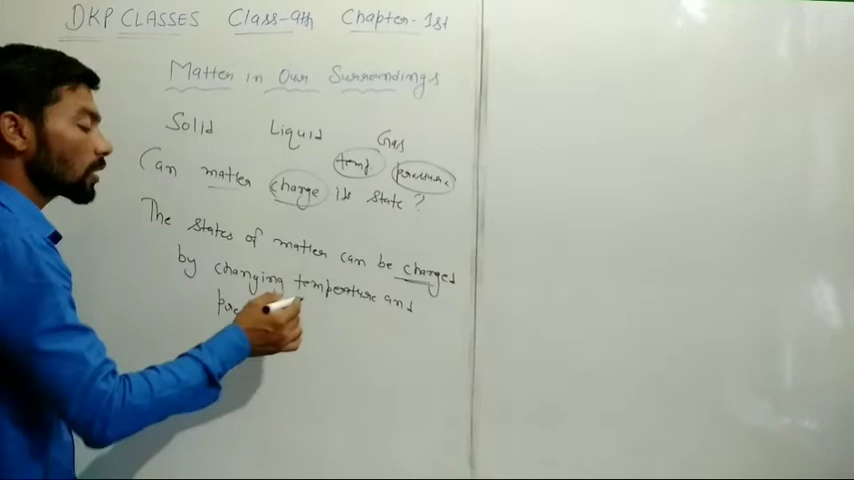 DKP CLASSES Class-9th Chapter-1st
Matter in Our Surroundings
Solid Liquid Gas
temp. pressure
Can matter change its state ?
The states of matter can be changed
by changing temperature and